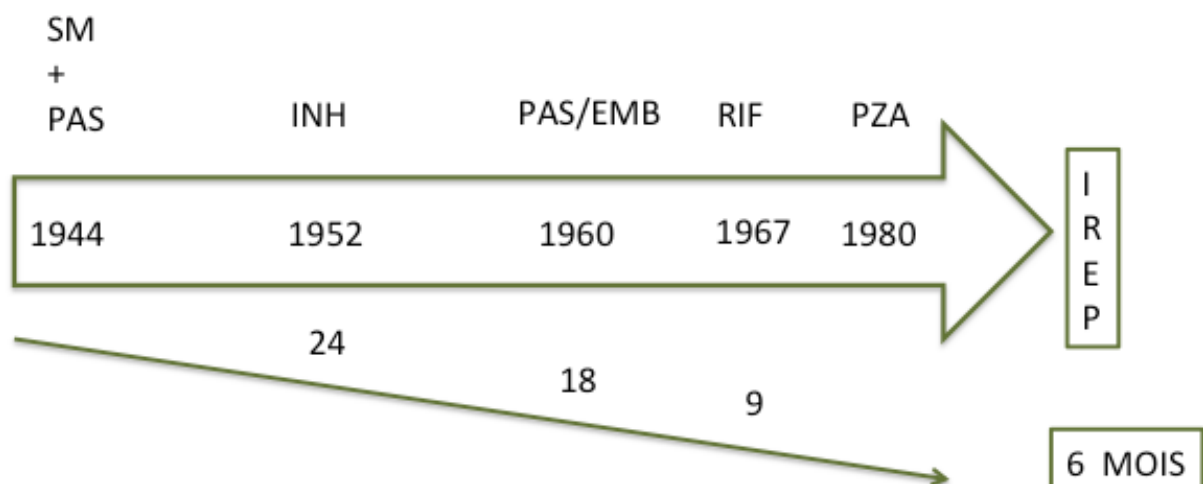 SM
+
PAS
INH
PAS/EMB
RIF
PZA
1944
1952
1960
1967
1980
I
R
E
P
24
18
9
6 MOIS